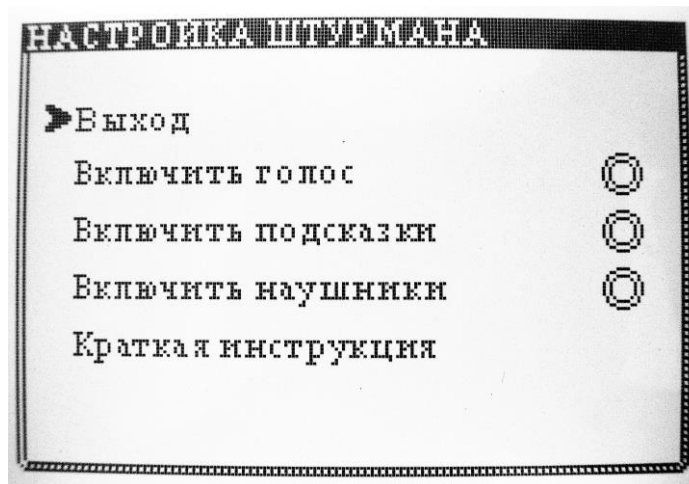 НАСТРОЙКА ШТУРМАНА
Выход
Включить голос
Включить подсказки
Включить наушники
Краткая инструкция